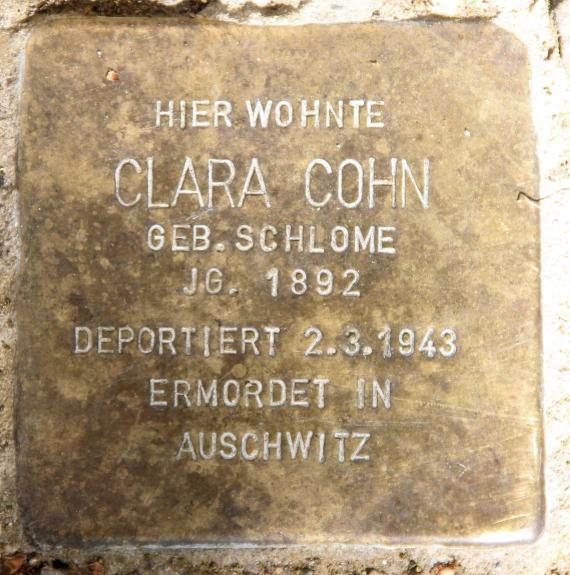 HIER WOHNTE
CLARA COHN
GEB. SCHLOME
JG. 1892
DEPORTIERT 2.3.1943
ERMORDET IN
AUSCHWITZ